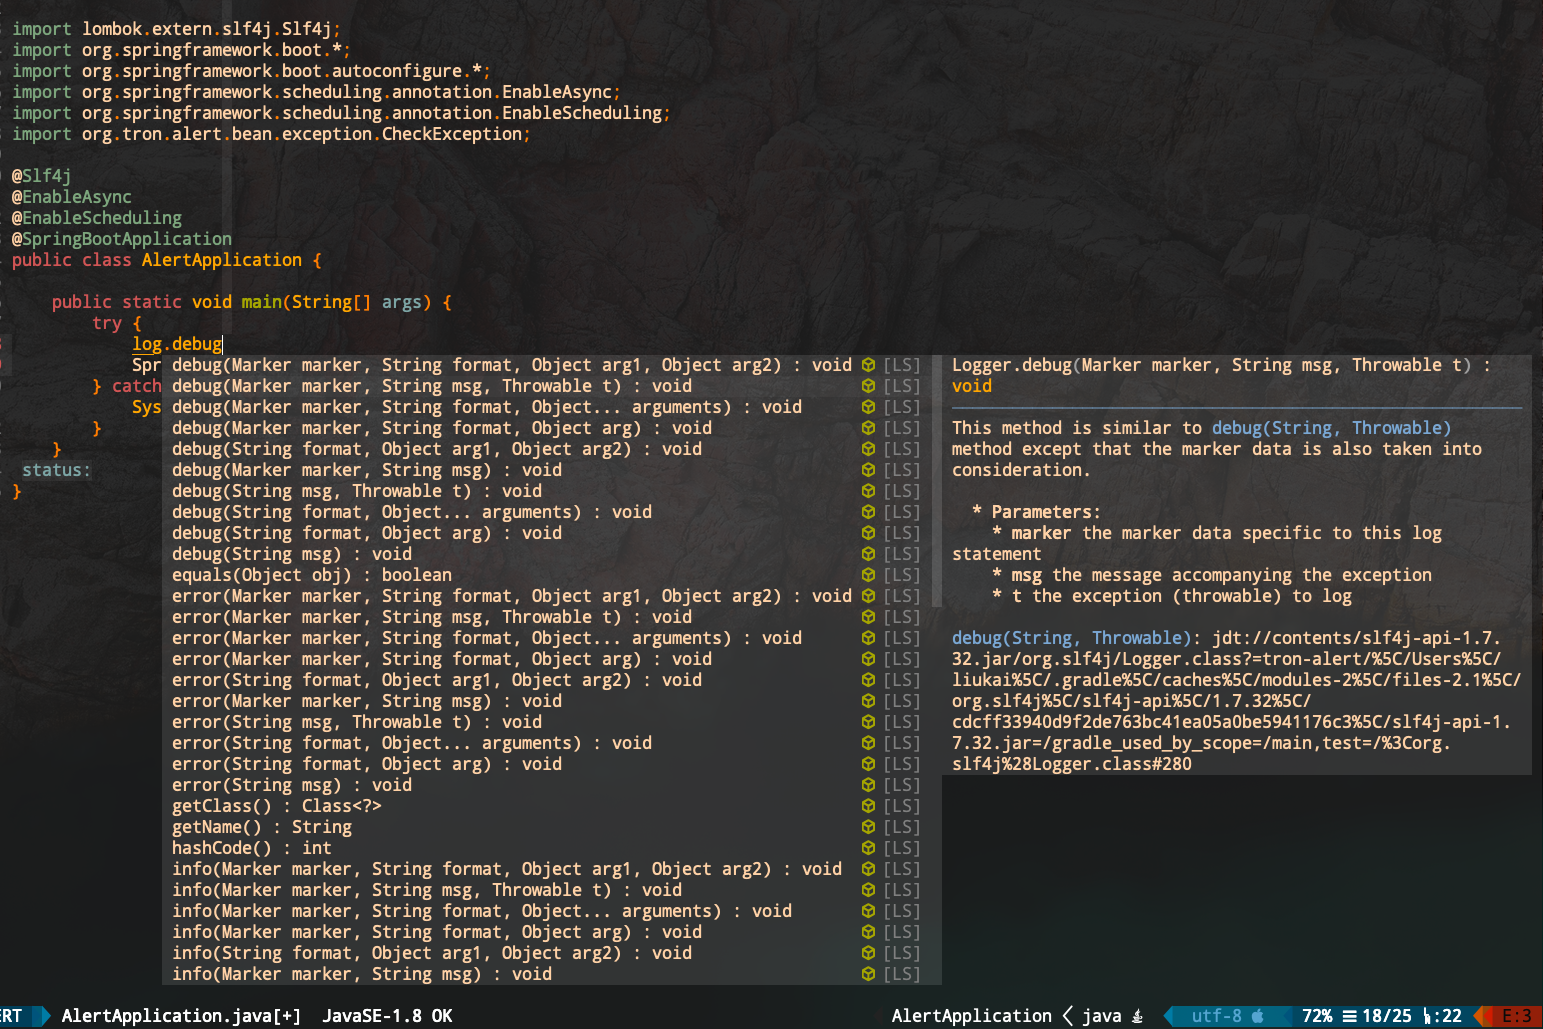 import lombok.extern.slf4j.Slf4j;
import org.springframework.boot.*;
import org.springframework.boot.autoconfigure.*;
import org.springframework.scheduling.annotation.EnableAsync;
import org.springframework.scheduling.annotation.EnableScheduling;
import org.tron.alert.bean.exception.CheckException;
@Slf4j
@EnableAsync
@EnableScheduling
@SpringBootApplication
public class AlertApplication {
public static void main(String[] args) {
try {
log.debug
Spr
} catch
Sys
}
}
status:
}
debug(Marker marker, String format, Object arg1, Object arg2) : void [LS]
debug(Marker marker, String msg, Throwable t) : void [LS]
debug(Marker marker, String format, Object... arguments) : void [LS]
debug(Marker marker, String format, Object arg) : void [LS]
debug(String format, Object arg1, Object arg2) : void [LS]
debug(Marker marker, String msg) : void [LS]
debug(String msg, Throwable t) : void [LS]
debug(String format, Object... arguments) : void [LS]
debug(String format, Object arg) : void [LS]
debug(String msg) : void [LS]
equals(Object obj) : boolean [LS]
error(Marker marker, String format, Object arg1, Object arg2) : void [LS]
error(Marker marker, String msg, Throwable t) : void [LS]
error(Marker marker, String format, Object... arguments) : void [LS]
error(Marker marker, String format, Object arg) : void [LS]
error(String format, Object arg1, Object arg2) : void [LS]
error(Marker marker, String msg) : void [LS]
error(String msg, Throwable t) : void [LS]
error(String format, Object... arguments) : void [LS]
error(String format, Object arg) : void [LS]
error(String msg) : void [LS]
getClass() : Class<?> [LS]
getName() : String [LS]
hashCode() : int [LS]
info(Marker marker, String format, Object arg1, Object arg2) : void [LS]
info(Marker marker, String msg, Throwable t) : void [LS]
info(Marker marker, String format, Object... arguments) : void [LS]
info(Marker marker, String format, Object arg) : void [LS]
info(String format, Object arg1, Object arg2) : void [LS]
info(Marker marker, String msg) : void [LS]
Logger.debug(Marker marker, String msg, Throwable t) :
void
This method is similar to debug(String, Throwable)
method except that the marker data is also taken into
consideration.
* Parameters:
* marker the marker data specific to this log
statement
* msg the message accompanying the exception
* t the exception (throwable) to log
debug(String, Throwable): jdt://contents/slf4j-api-1.7.
32.jar/org.slf4j/Logger.class?=tron-alert/%5C/Users%5C/
liukai%5C/.gradle%5C/caches%5C/modules-2%5C/files-2.1%5C/
org.slf4j%5C/slf4j-api%5C/1.7.32%5C/
cdcff33940d9f2de763bc41ea05a0be5941176c3%5C/slf4j-api-1.
7.32.jar=/gradle_used_by_scope=/main,test=/%3Corg.
slf4j%28Logger.class#280
ERT AlertApplication.java[+] JavaSE-1.8 OK AlertApplication < java utf-8 72% 18/25 :22 E:3